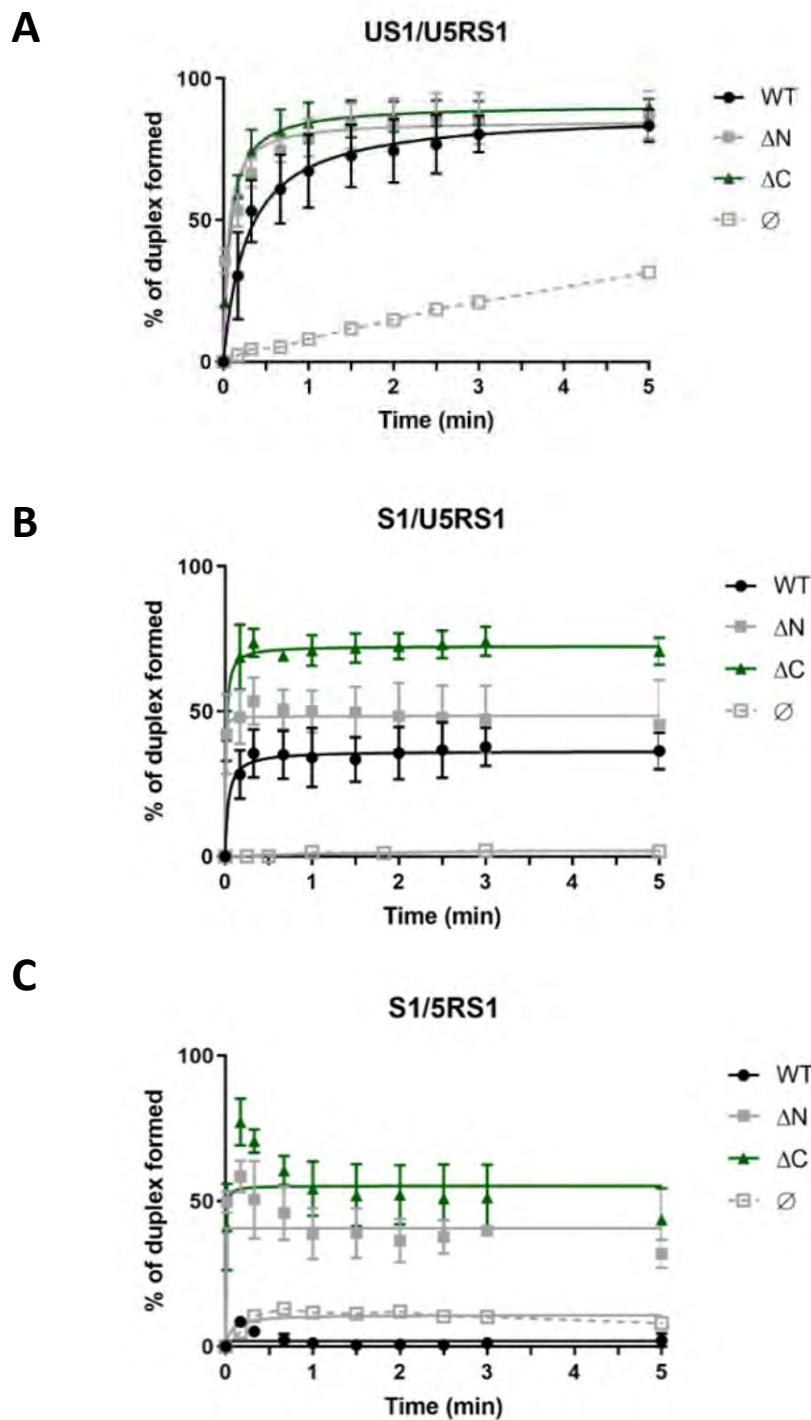 A
US1/U5RS1
100
50
0
% of duplex formed
0 1 2 3 4 5
Time (min)
WT
ΔN
ΔC
Ø
B
S1/U5RS1
100
50
0
% of duplex formed
0 1 2 3 4 5
Time (min)
WT
ΔN
ΔC
Ø
C
S1/5RS1
100
50
0
% of duplex formed
0 1 2 3 4 5
Time (min)
WT
ΔN
ΔC
Ø